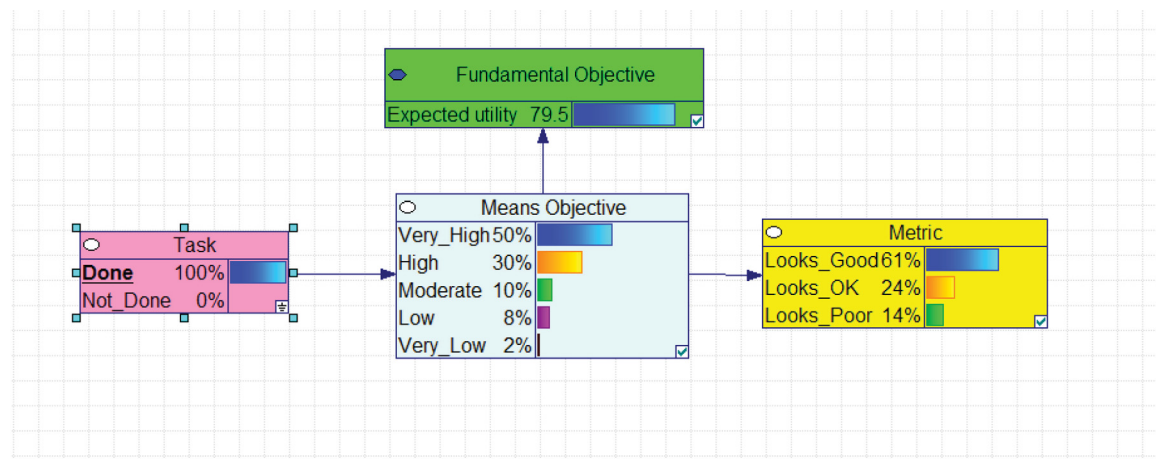 Fundamental Objective
Expected utility 79.5
Means Objective
Very_High 50%
High 30%
Moderate 10%
Low 8%
Very_Low 2%
Task
Done 100%
Not_Done 0%
Metric
Looks_Good 61%
Looks_OK 24%
Looks_Poor 14%